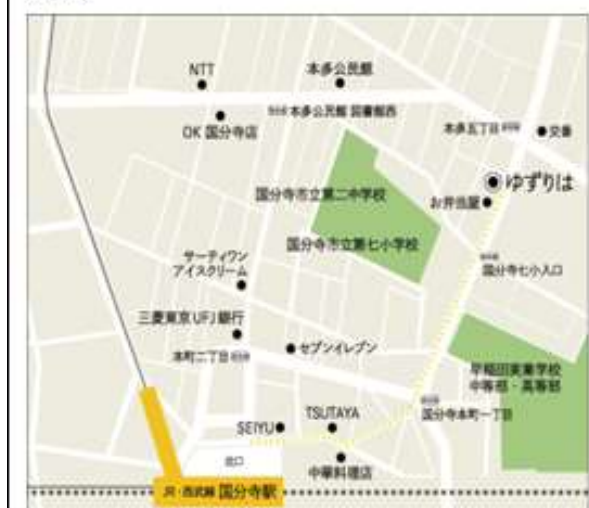 NTT
本多公民館
OK 国分寺店
本多公民館 図書館西
本多五丁目
交番
ゆずりは
お弁当屋
国分寺市立第二中学校
国分寺市立第七小学校
国分寺七小入口
サーティワン
アイスクリーム
三菱東京UFJ銀行
本町二丁目
セブンイレブン
早稲田実業学校
中等部・高等部
国分寺本町一丁目
SEIYU
TSUTAYA
北口
中華料理店
JR・西武線 国分寺駅